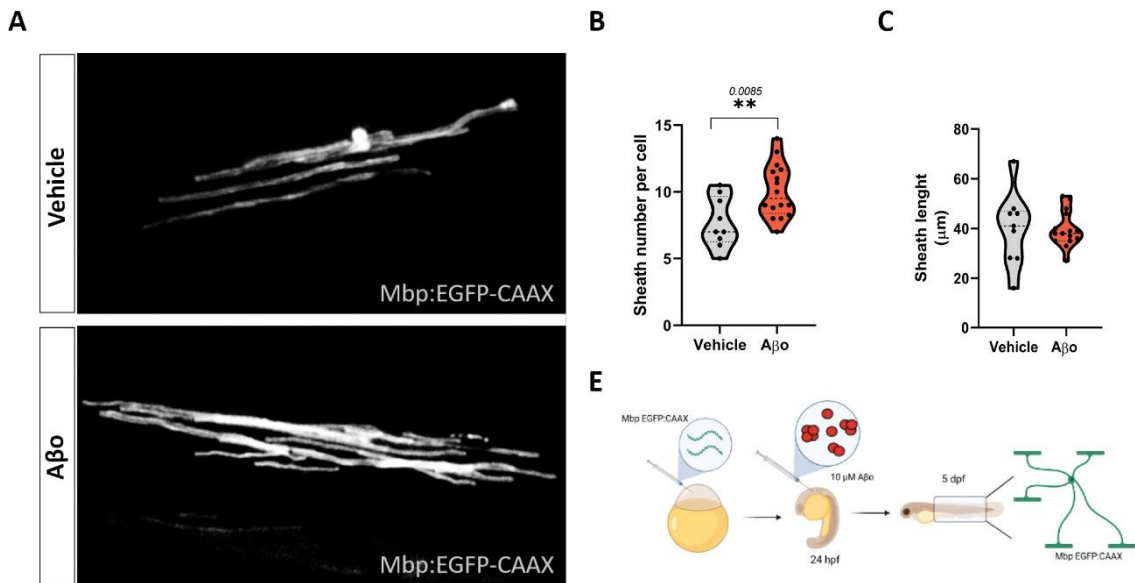 A
Vehicle
Mbp:EGFP-CAAX
Aβo
Mbp:EGFP-CAAX
B
0.0085
**
Sheath number per cell
15
10
5
0
Vehicle Aβo
C
Sheath lenght
(μm)
80
60
40
20
0
Vehicle Aβo
E
Mbp EGFP:CAAX
10 μM Aβo
24 hpf
5 dpf
Mbp EGFP:CAAX